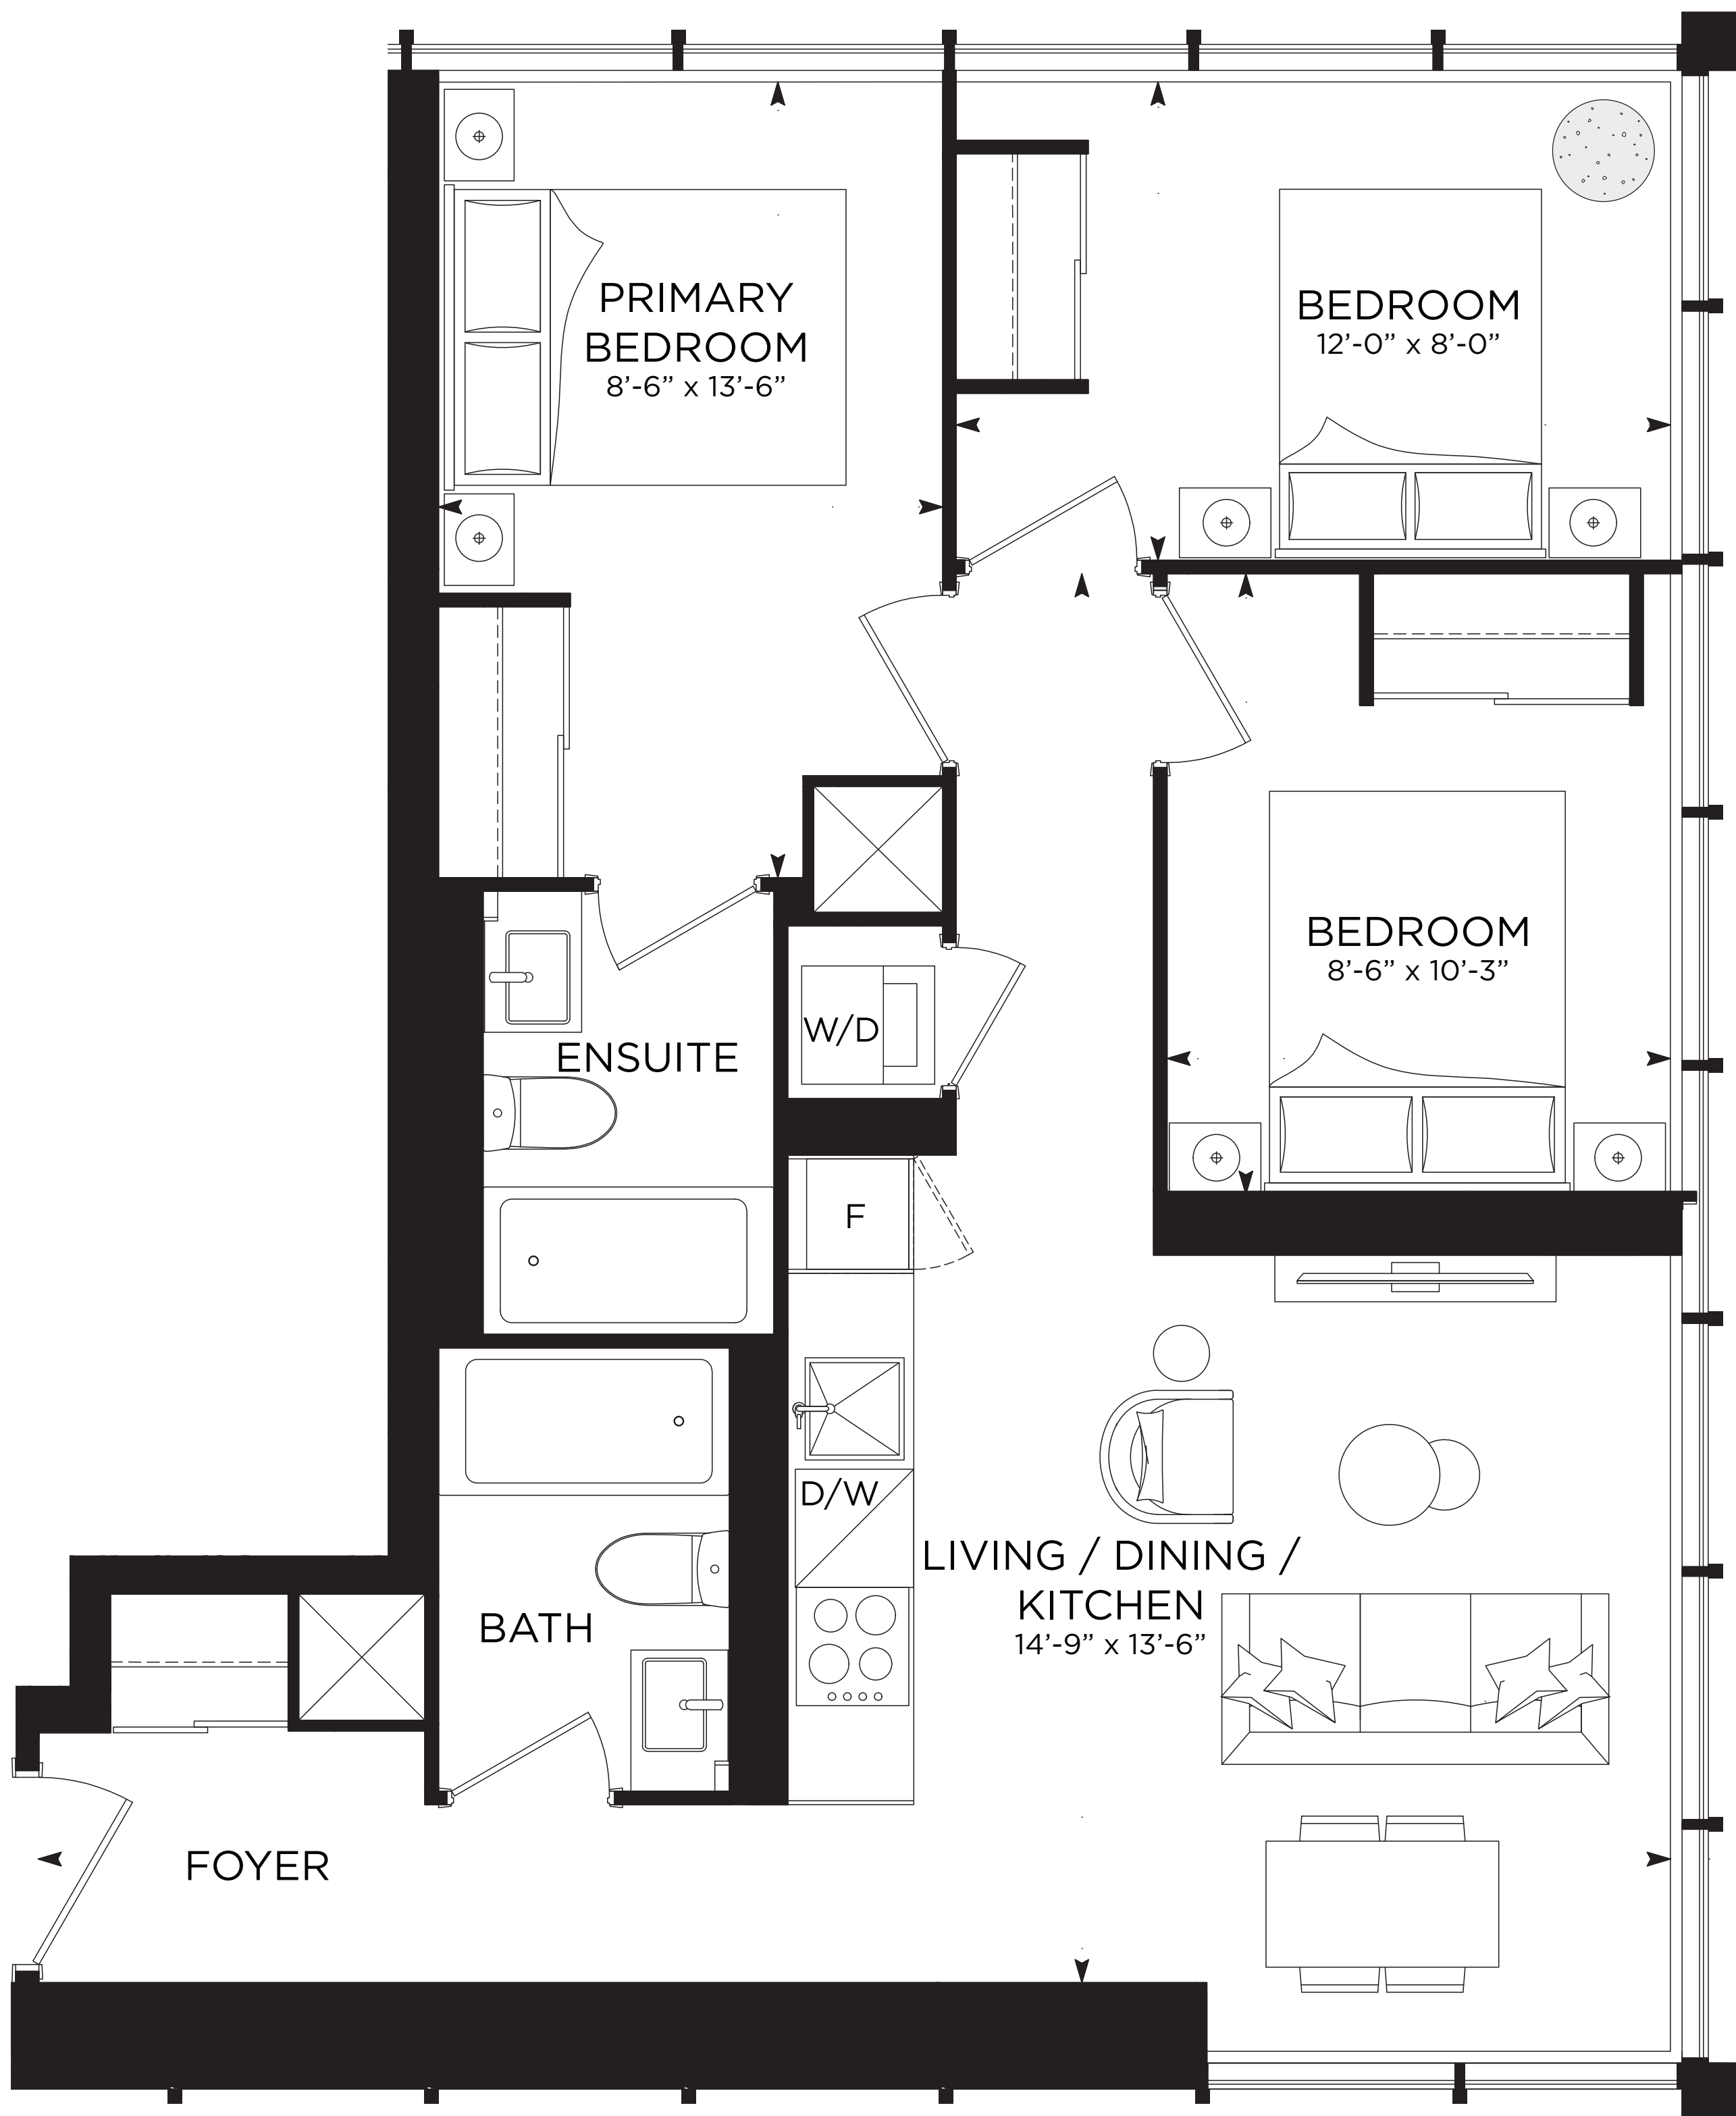 PRIMARY
BEDROOM
8’-6” x 13’-6”
BEDROOM
12’-0” x 8’-0”
BEDROOM
8’-6” x 10’-3”
W/D
ENSUITE
F
D/W
LIVING / DINING /
KITCHEN
14’-9” x 13’-6”
BATH
FOYER